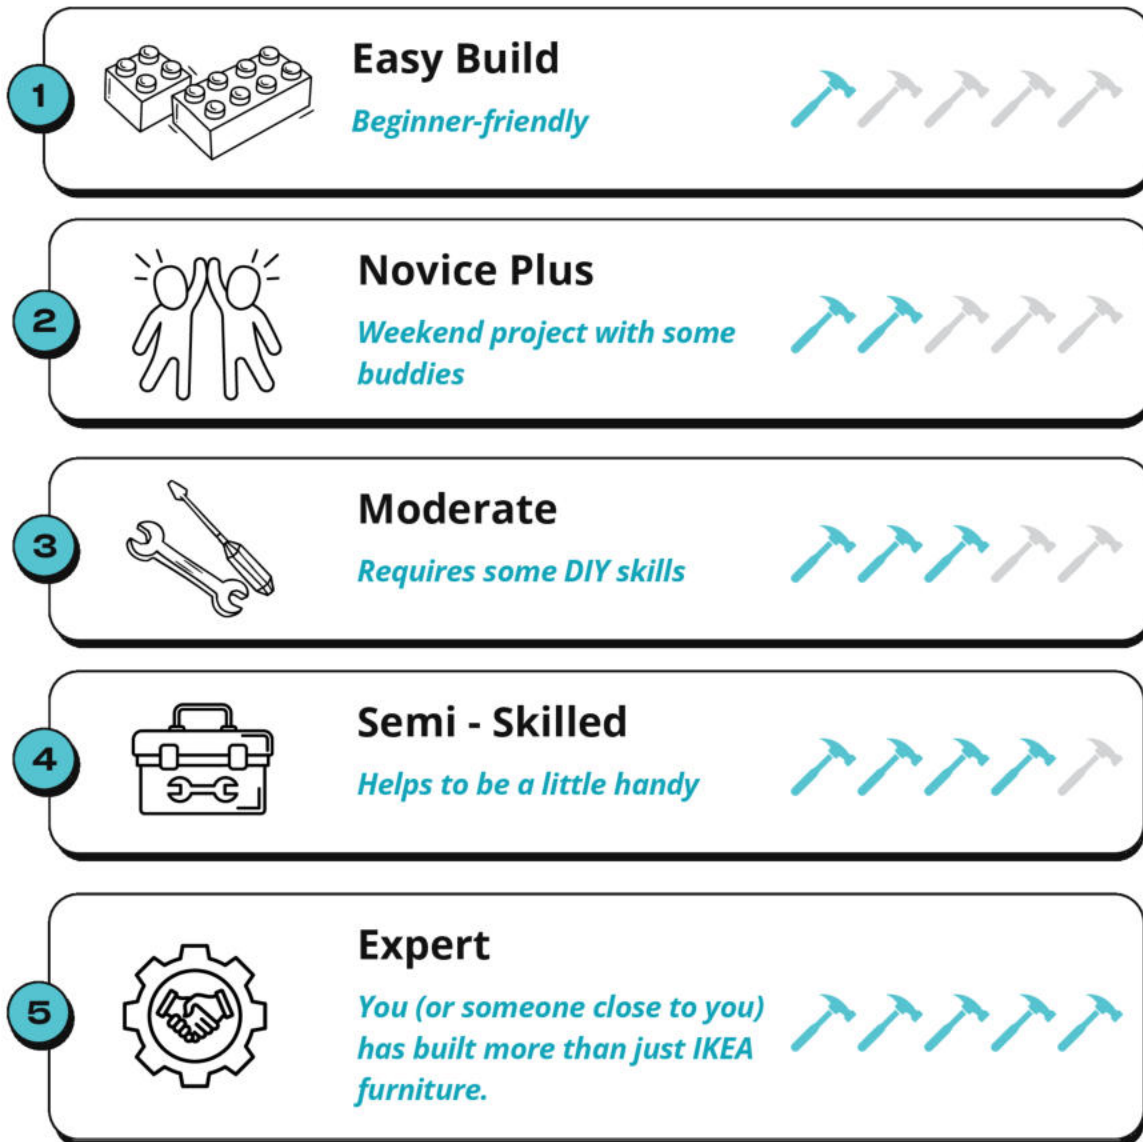 1
Easy Build
Beginner-friendly
2
Novice Plus
Weekend project with some
buddies
3
Moderate
Requires some DIY skills
4
Semi - Skilled
Helps to be a little handy
5
Expert
You (or someone close to you)
has built more than just IKEA
furniture.